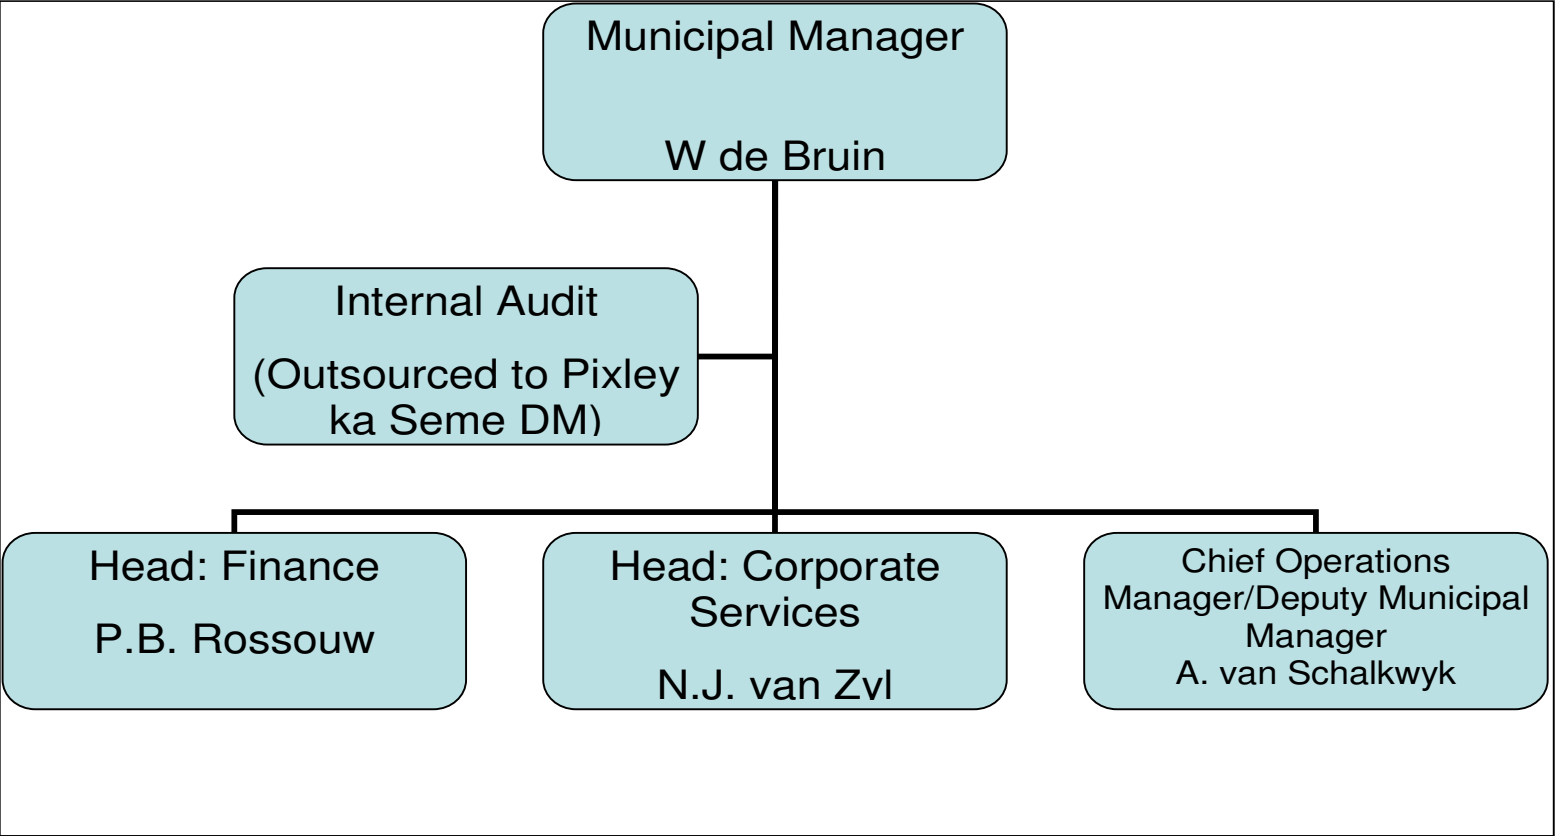 Municipal Manager
W de Bruin
Internal Audit
(Outsourced to Pixley
ka Seme DM)
Head: Finance
P.B. Rossouw
Head: Corporate
Services
N.J. van Zyl
Chief Operations
Manager/Deputy Municipal
Manager
A. van Schalkwyk